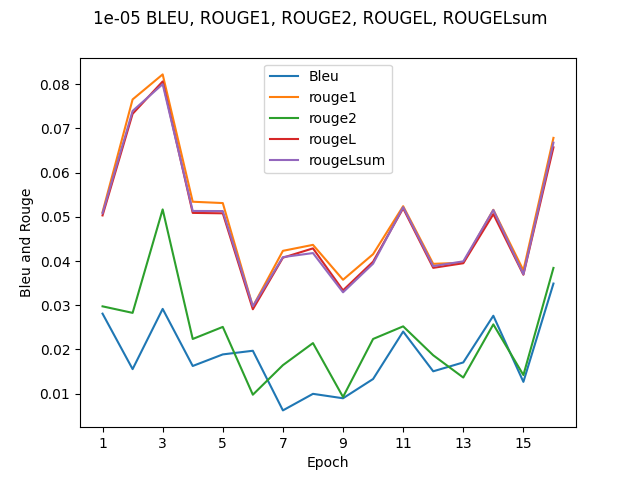 1e-05 BLEU, ROUGE1, ROUGE2, ROUGEL, ROUGELsum
Bleu
rouge1
rouge2
rougeL
rougeLsum
Bleu and Rouge
0.08
0.07
0.06
0.05
0.04
0.03
0.02
0.01
1 3 5 7 9 11 13 15
Epoch